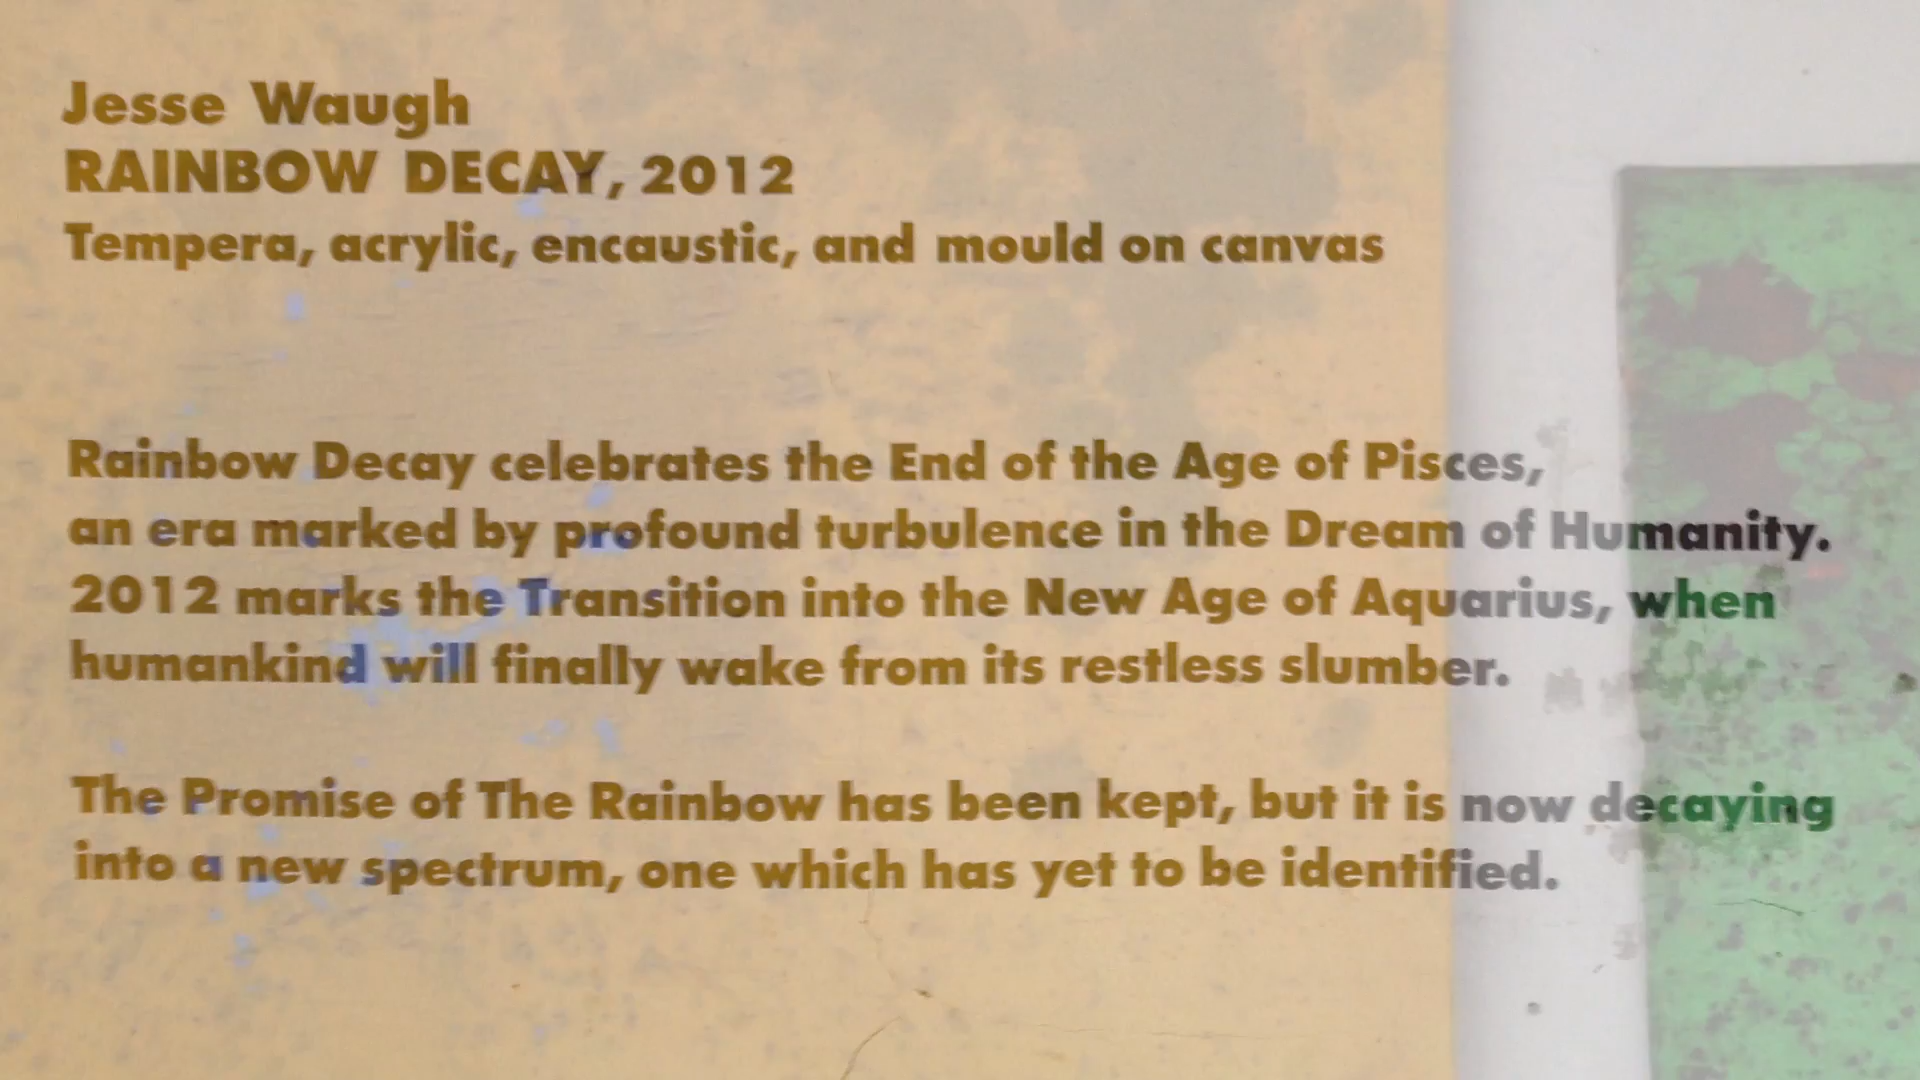 Jesse Waugh
RAINBOW DECAY, 2012
Tempera, acrylic, encaustic, and mould on canvas
Rainbow Decay celebrates the End of the Age of Pisces,
an era marked by profound turbulence in the Dream of Humanity.
2012 marks the Transition into the New Age of Aquarius, when
humankind will finally wake from its restless slumber.
The Promise of The Rainbow has been kept, but it is now decaying
into a new spectrum, one which has yet to be identified.